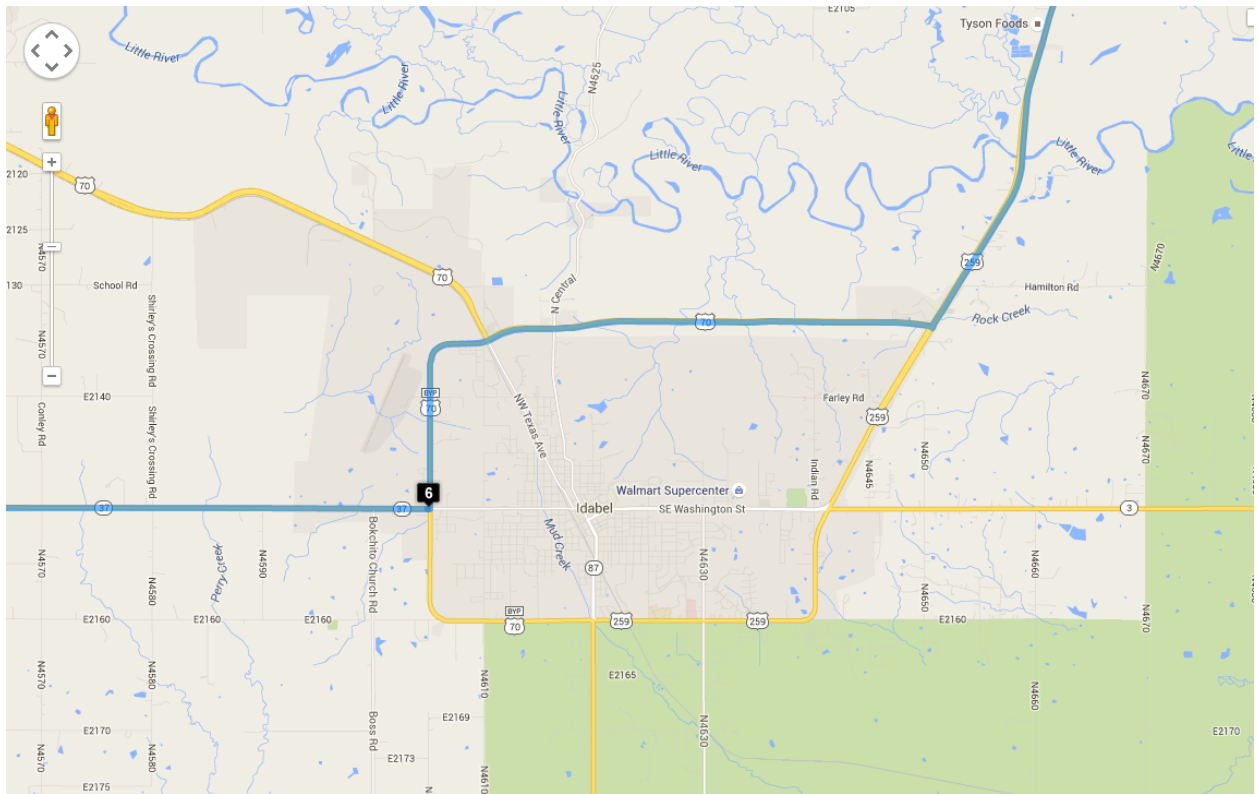 E2105
Tyson Foods
Little River
Little River
N4625
Little River
Little River
Little River
Little
2120
70
2125
N4570
N4670
259
70
130
School Rd
N Central
Hamilton Rd
Shirley's Crossing Rd
Rock Creek
70
N4570
N4670
BYP
70
E2140
Farley Rd
NW Texas Ave
259
Conley Rd
Shirley's Crossing Rd
N4650
N4670
Indian Rd
N4645
6
Walmart Supercenter
37
37
Idabel
SE Washington St
3
Bokchito Church Rd
Mud Creek
Perry Creek
N4570
N4590
N4580
87
N4630
N4660
N4650
E2160
E2160
E2160
BYP
70
259
259
E2160
N4670
N4570
N4580
N4610
E2165
N4660
E2169
Boss Rd
N4630
E2170
E2170
E2173
N4580
N4570
N4610
E2175